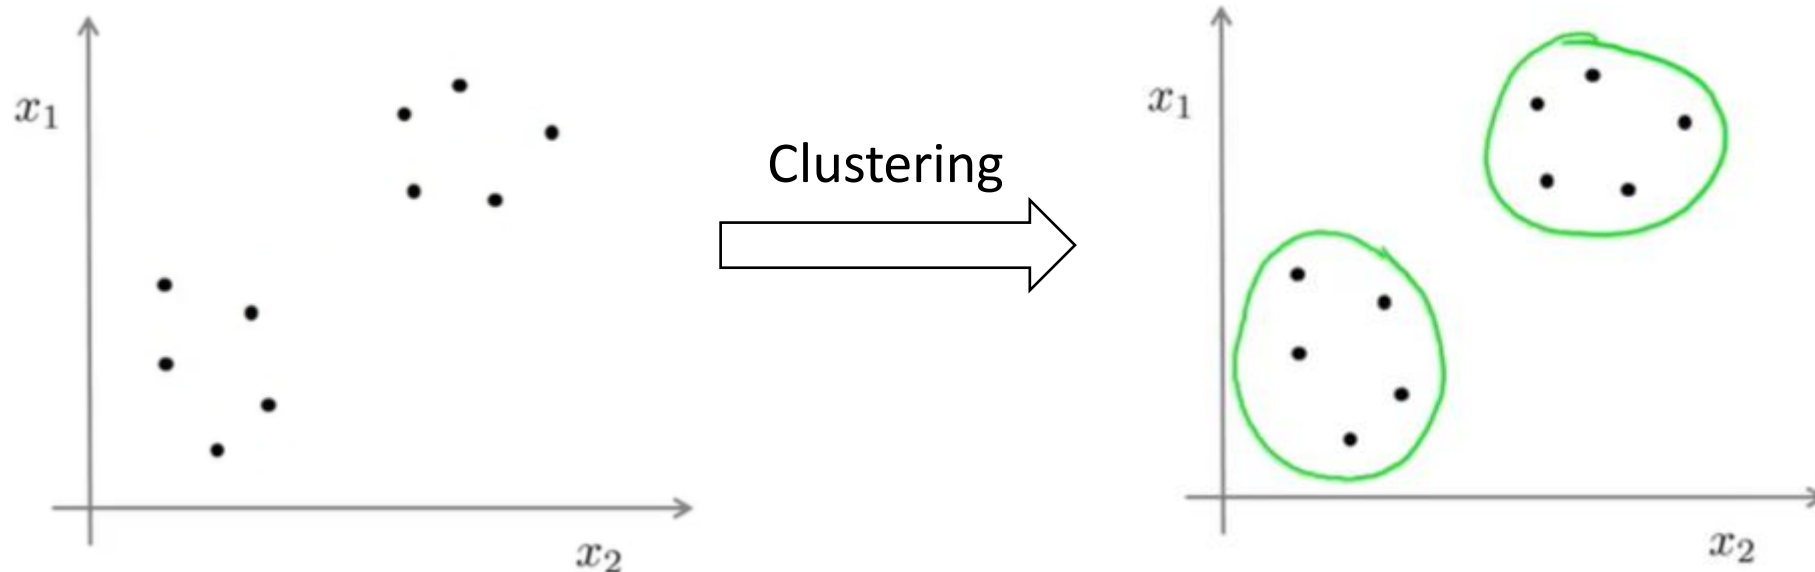 x₁
Clustering
x₂
x₁
x₂